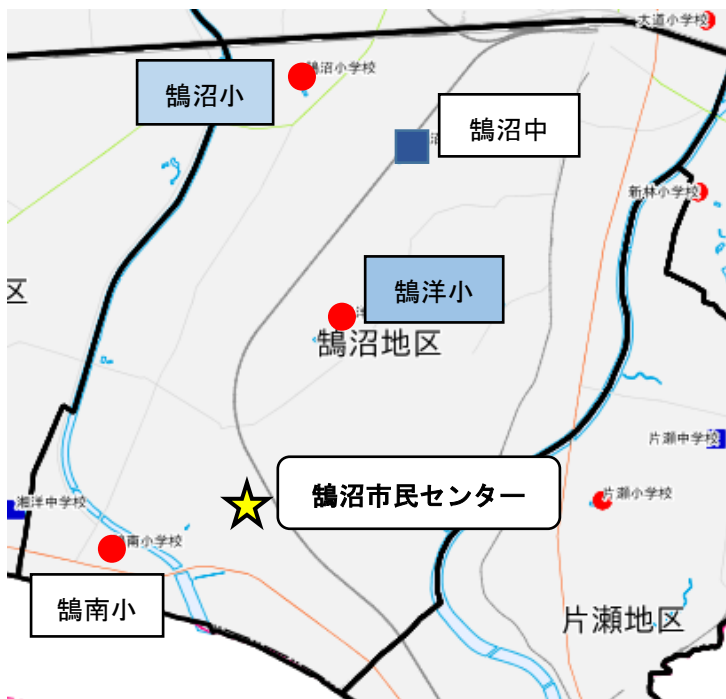 大道小学校
鵠沼小学校
鵠沼小
鵠沼中
新林小学校
区
鵠洋小
鵠沼地区
片瀬中学校
鵠沼市民センター
片瀬小学校
湘洋中学校
南小学校
鵠南小
片瀬地区